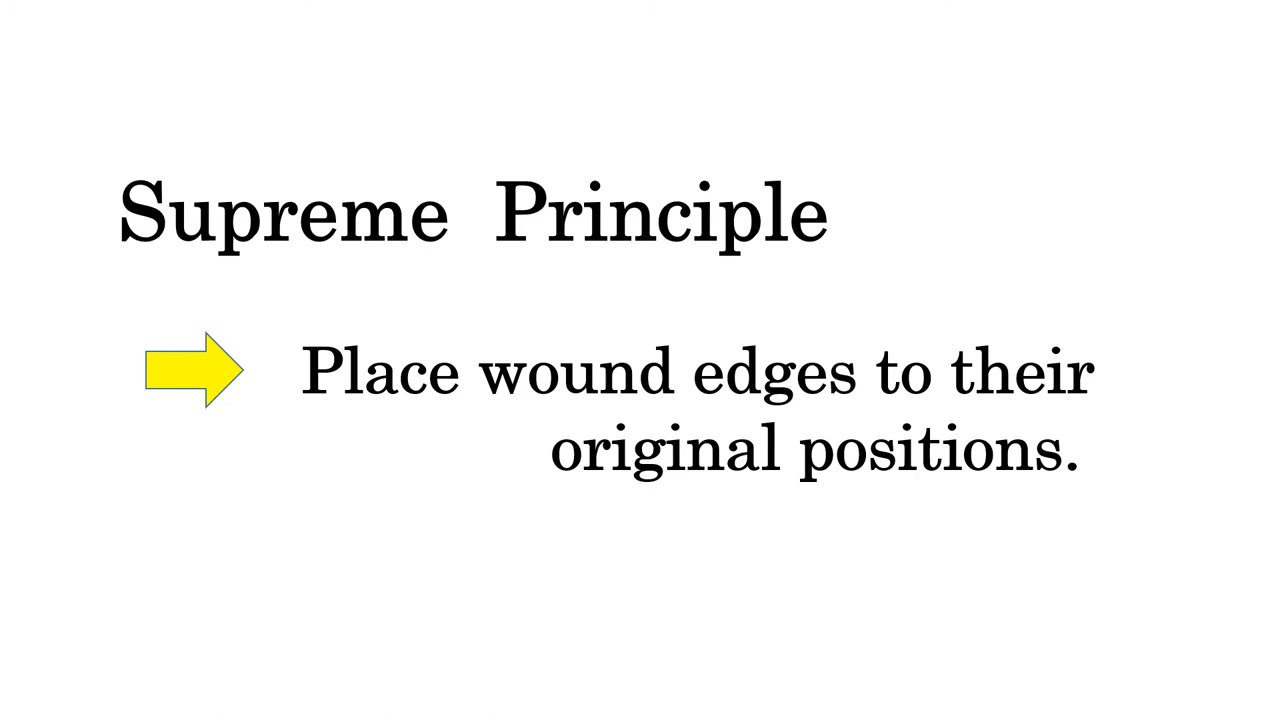 Supreme Principle
Place wound edges to their
original positions.